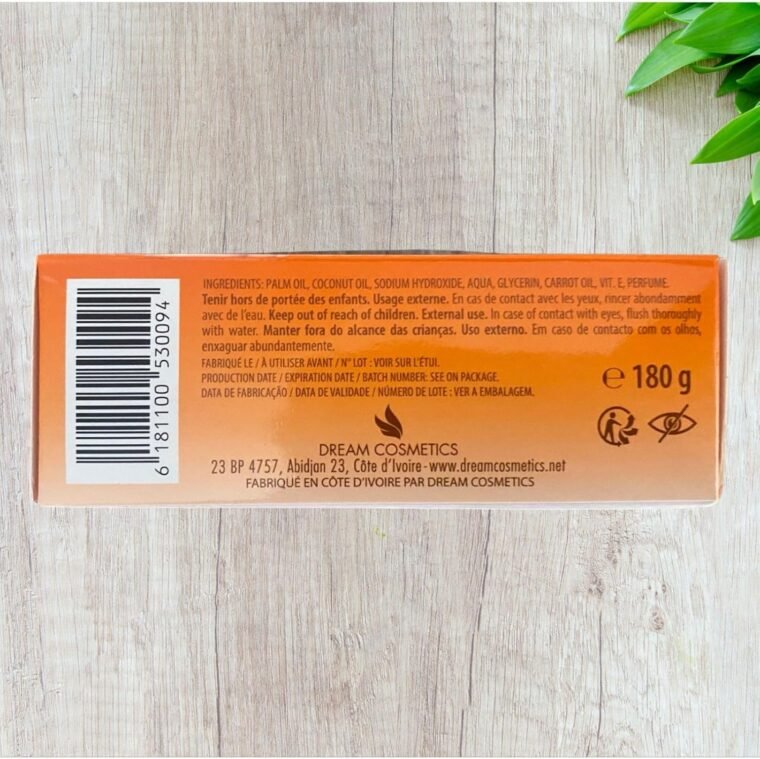 INGREDIENTS: PALM OIL, COCONUT OIL, SODIUM HYDROXIDE, AQUA, GLYCERIN, CARROT OIL, VIT. E, PERFUME.
Tenir hors de portée des enfants. Usage externe. En cas de contact avec les yeux, rincer abondamment
avec de l'eau. Keep out of reach of children. External use. In case of contact with eyes, flush thoroughly
with water. Manter fora do alcance das crianças. Uso externo. Em caso de contacto com os olhos,
enxaguar abundantemente.
FABRIQUÉ LE / À UTILISER AVANT / N° LOT : VOIR SUR L'ÉTUI.
PRODUCTION DATE / EXPIRATION DATE / BATCH NUMBER: SEE ON PACKAGE.
DATA DE FABRICAÇÃO / DATA DE VALIDADE / NÚMERO DE LOTE : VER A EMBALAGEM.
℮ 180 g
DREAM COSMETICS
23 BP 4757, Abidjan 23, Côte d'Ivoire - www.dreamcosmetics.net
FABRIQUÉ EN CÔTE D'IVOIRE PAR DREAM COSMETICS
6 181100 530094